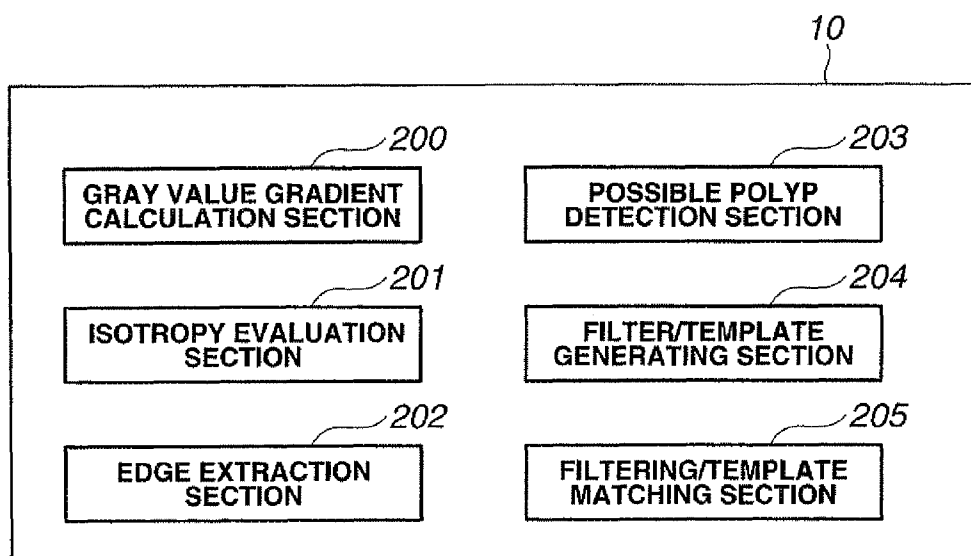 10
200
GRAY VALUE GRADIENT
CALCULATION SECTION
201
ISOTROPY EVALUATION
SECTION
202
EDGE EXTRACTION
SECTION
203
POSSIBLE POLYP
DETECTION SECTION
204
FILTER/TEMPLATE
GENERATING SECTION
205
FILTERING/TEMPLATE
MATCHING SECTION